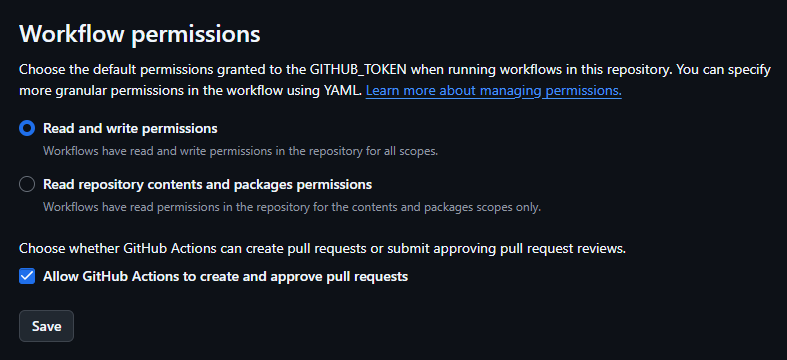 Workflow permissions
Choose the default permissions granted to the GITHUB_TOKEN when running workflows in this repository. You can specify
more granular permissions in the workflow using YAML. Learn more about managing permissions.
Read and write permissions
Workflows have read and write permissions in the repository for all scopes.
Read repository contents and packages permissions
Workflows have read permissions in the repository for the contents and packages scopes only.
Choose whether GitHub Actions can create pull requests or submit approving pull request reviews.
Allow GitHub Actions to create and approve pull requests
Save